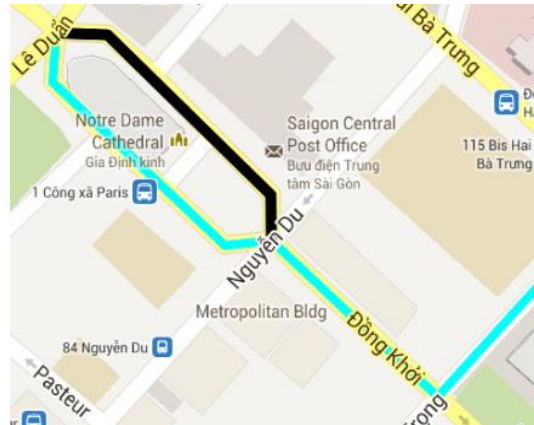 Lê Duẩn
Bà Trưng
Notre Dame
Cathedral
Gia Định kinh
Saigon Central
Post Office
Bưu điện Trung
tâm Sài Gòn
115 Bis Hai
Bà Trưng
1 Công xã Paris
Nguyễn Du
Metropolitan Bldg
Đồng Khởi
84 Nguyễn Du
Pasteur
Trọng